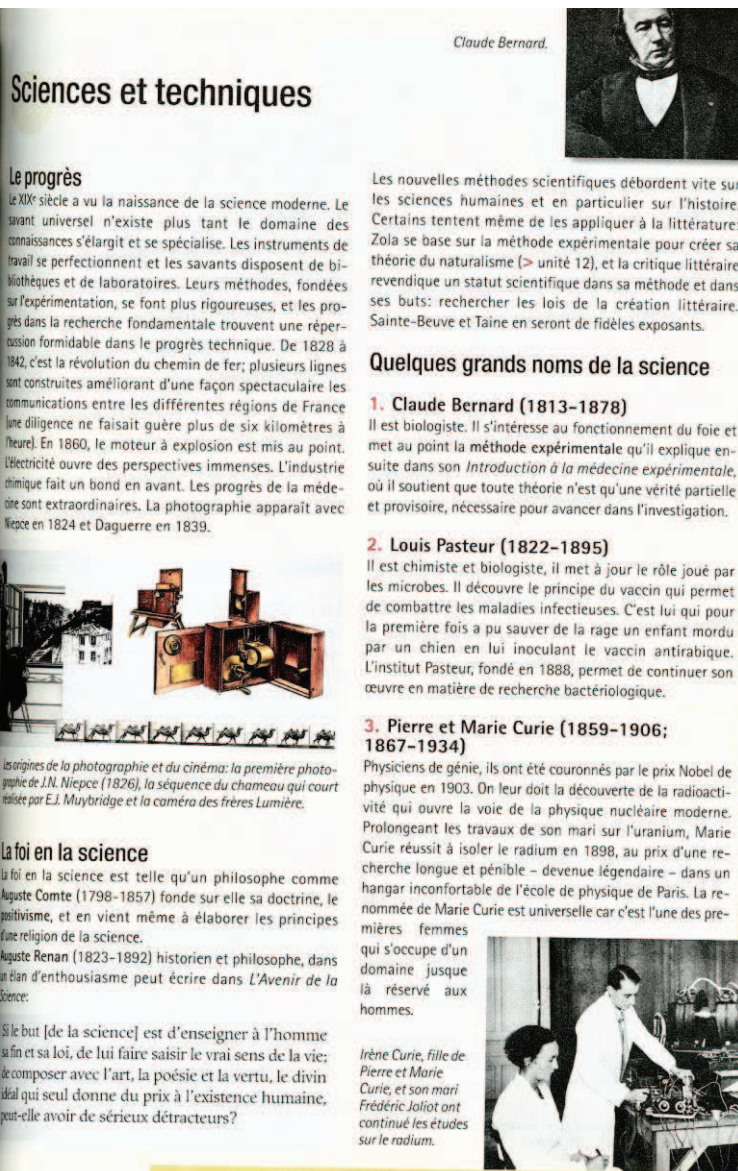 Claude Bernard.
Sciences et techniques
Le progrès
Le XIXe siècle a vu la naissance de la science moderne. Le
savant universel n'existe plus tant le domaine des
connaissances s'élargit et se spécialise. Les instruments de
travail se perfectionnent et les savants disposent de bi-
bliothèques et de laboratoires. Leurs méthodes, fondées
sur l'expérimentation, se font plus rigoureuses, et les pro-
grès dans la recherche fondamentale trouvent une réper-
cussion formidable dans le progrès technique. De 1828 à
1842, c'est la révolution du chemin de fer; plusieurs lignes
sont construites améliorant d'une façon spectaculaire les
communications entre les différentes régions de France
(une diligence ne faisait guère plus de six kilomètres à
l'heure). En 1860, le moteur à explosion est mis au point.
L'électricité ouvre des perspectives immenses. L'industrie
chimique fait un bond en avant. Les progrès de la méde-
cine sont extraordinaires. La photographie apparaît avec
Niepce en 1824 et Daguerre en 1839.
Les origines de la photographie et du cinéma: la première photo-
graphie de J.N. Niepce (1826), la séquence du chameau qui court
réalisée par E.J. Muybridge et la caméra des frères Lumière.
La foi en la science
La foi en la science est telle qu'un philosophe comme
Auguste Comte (1798-1857) fonde sur elle sa doctrine, le
positivisme, et en vient même à élaborer les principes
d'une religion de la science.
Auguste Renan (1823-1892) historien et philosophe, dans
un élan d'enthousiasme peut écrire dans L'Avenir de la
Science:
Si le but [de la science] est d'enseigner à l'homme
sa fin et sa loi, de lui faire saisir le vrai sens de la vie;
de composer avec l'art, la poésie et la vertu, le divin
idéal qui seul donne du prix à l'existence humaine,
peut-elle avoir de sérieux détracteurs?
Les nouvelles méthodes scientifiques débordent vite sur
les sciences humaines et en particulier sur l'histoire.
Certains tentent même de les appliquer à la littérature:
Zola se base sur la méthode expérimentale pour créer sa
théorie du naturalisme (> unité 12), et la critique littéraire
revendique un statut scientifique dans sa méthode et dans
ses buts: rechercher les lois de la création littéraire.
Sainte-Beuve et Taine en seront de fidèles exposants.
Quelques grands noms de la science
1. Claude Bernard (1813-1878)
Il est biologiste. Il s'intéresse au fonctionnement du foie et
met au point la méthode expérimentale qu'il explique en-
suite dans son Introduction à la médecine expérimentale,
où il soutient que toute théorie n'est qu'une vérité partielle
et provisoire, nécessaire pour avancer dans l'investigation.
2. Louis Pasteur (1822-1895)
Il est chimiste et biologiste, il met à jour le rôle joué par
les microbes. Il découvre le principe du vaccin qui permet
de combattre les maladies infectieuses. C'est lui qui pour
la première fois a pu sauver de la rage un enfant mordu
par un chien en lui inoculant le vaccin antirabique.
L'institut Pasteur, fondé en 1888, permet de continuer son
œuvre en matière de recherche bactériologique.
3. Pierre et Marie Curie (1859-1906;
1867-1934)
Physiciens de génie, ils ont été couronnés par le prix Nobel de
physique en 1903. On leur doit la découverte de la radioacti-
vité qui ouvre la voie de la physique nucléaire moderne.
Prolongeant les travaux de son mari sur l'uranium, Marie
Curie réussit à isoler le radium en 1898, au prix d'une re-
cherche longue et pénible – devenue légendaire – dans un
hangar inconfortable de l'école de physique de Paris. La re-
nommée de Marie Curie est universelle car c'est l'une des pre-
mières femmes
qui s'occupe d'un
domaine jusque
là réservé aux
hommes.
Irène Curie, fille de
Pierre et Marie
Curie, et son mari
Frédéric Joliot ont
continué les études
sur le radium.